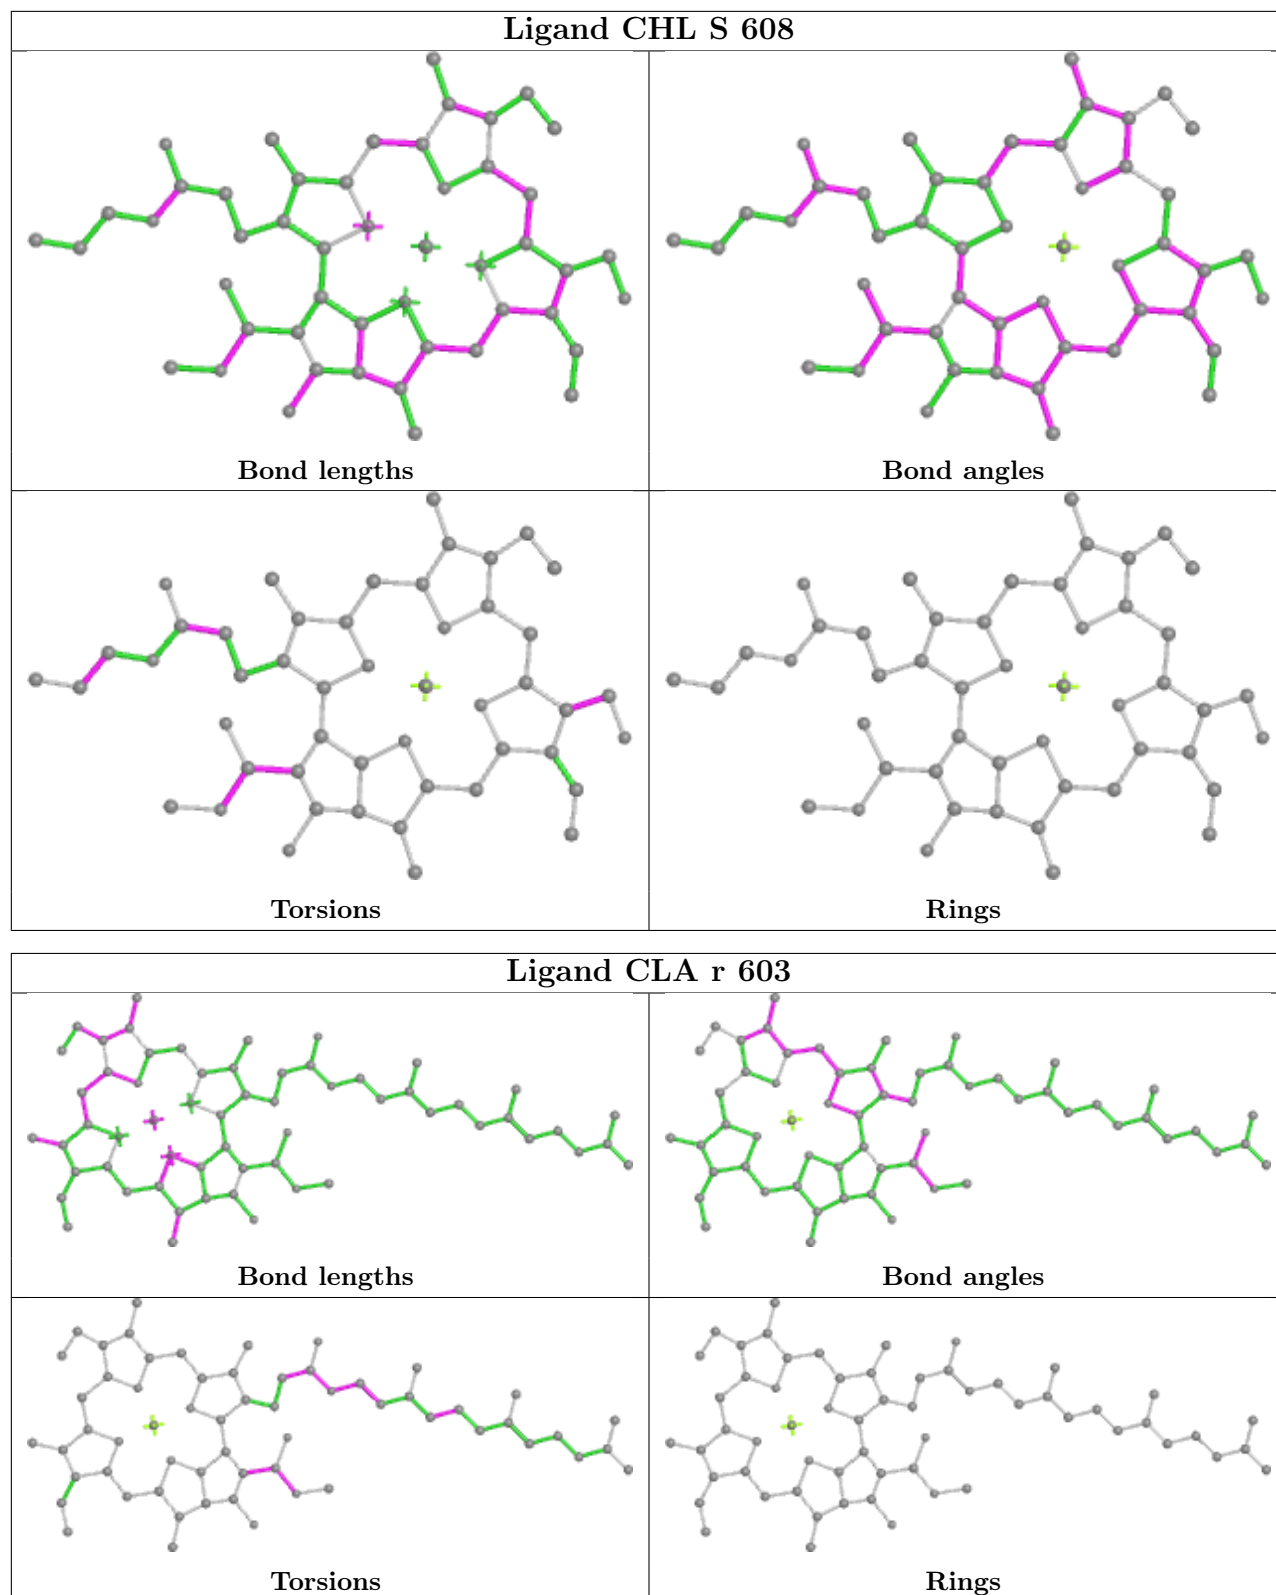 Ligand CHL S 608
Bond lengths
Bond angles
Torsions
Rings
Ligand CLA r 603
Bond lengths
Bond angles
Torsions
Rings